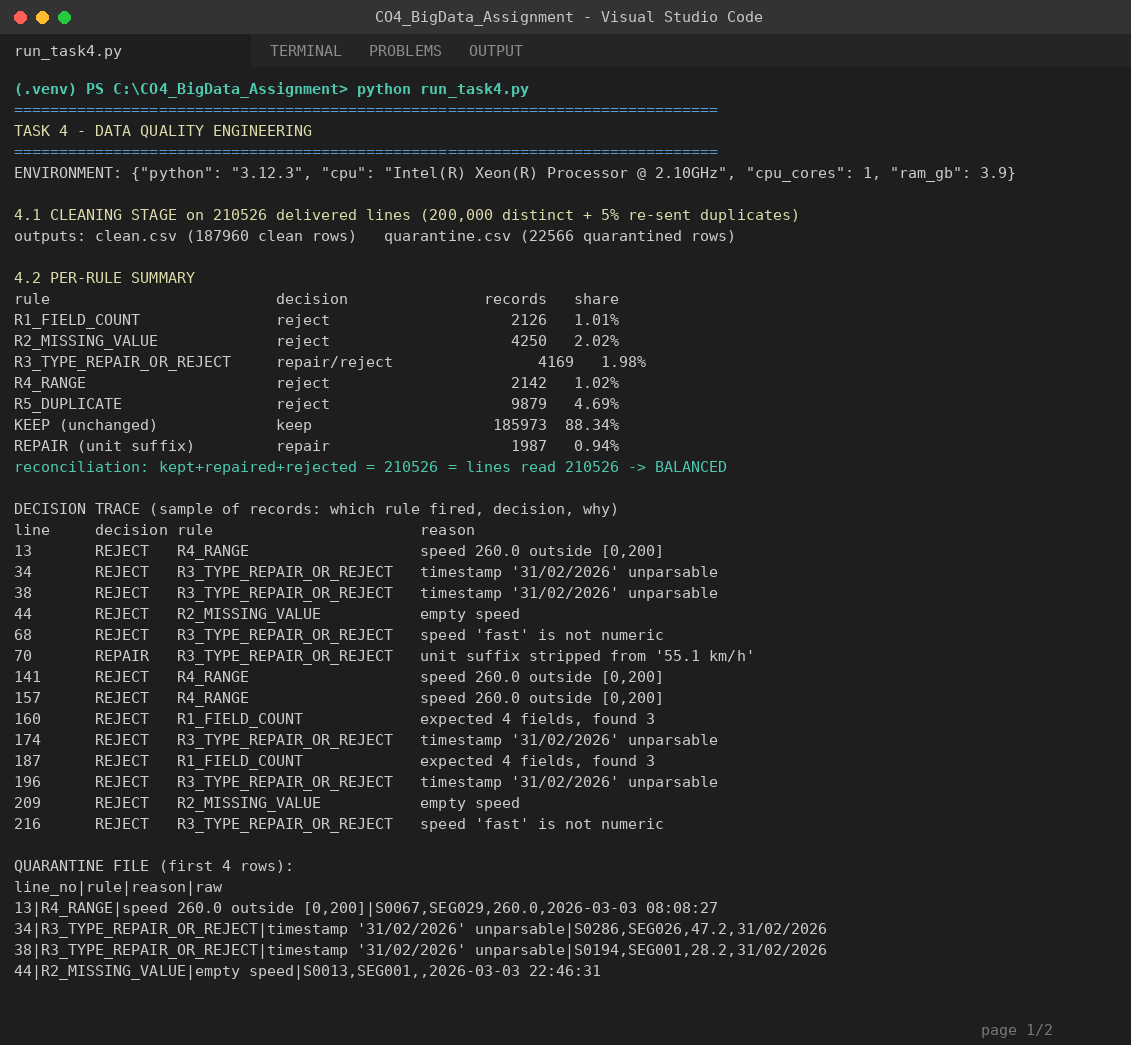 CO4_BigData_Assignment - Visual Studio Code
run_task4.py TERMINAL PROBLEMS OUTPUT
(.venv) PS C:\CO4_BigData_Assignment> python run_task4.py
==============================================================================
TASK 4 - DATA QUALITY ENGINEERING
==============================================================================
ENVIRONMENT: {"python": "3.12.3", "cpu": "Intel(R) Xeon(R) Processor @ 2.10GHz", "cpu_cores": 1, "ram_gb": 3.9}
4.1 CLEANING STAGE on 210526 delivered lines (200,000 distinct + 5% re-sent duplicates)
outputs: clean.csv (187960 clean rows)   quarantine.csv (22566 quarantined rows)
4.2 PER-RULE SUMMARY
rule                         decision               records   share
R1_FIELD_COUNT               reject                    2126   1.01%
R2_MISSING_VALUE             reject                    4250   2.02%
R3_TYPE_REPAIR_OR_REJECT     repair/reject                4169   1.98%
R4_RANGE                     reject                    2142   1.02%
R5_DUPLICATE                 reject                    9879   4.69%
KEEP (unchanged)             keep                    185973  88.34%
REPAIR (unit suffix)         repair                    1987   0.94%
reconciliation: kept+repaired+rejected = 210526 = lines read 210526 -> BALANCED
DECISION TRACE (sample of records: which rule fired, decision, why)
line     decision rule                       reason
13       REJECT   R4_RANGE                   speed 260.0 outside [0,200]
34       REJECT   R3_TYPE_REPAIR_OR_REJECT   timestamp '31/02/2026' unparsable
38       REJECT   R3_TYPE_REPAIR_OR_REJECT   timestamp '31/02/2026' unparsable
44       REJECT   R2_MISSING_VALUE           empty speed
68       REJECT   R3_TYPE_REPAIR_OR_REJECT   speed 'fast' is not numeric
70       REPAIR   R3_TYPE_REPAIR_OR_REJECT   unit suffix stripped from '55.1 km/h'
141      REJECT   R4_RANGE                   speed 260.0 outside [0,200]
157      REJECT   R4_RANGE                   speed 260.0 outside [0,200]
160      REJECT   R1_FIELD_COUNT             expected 4 fields, found 3
174      REJECT   R3_TYPE_REPAIR_OR_REJECT   timestamp '31/02/2026' unparsable
187      REJECT   R1_FIELD_COUNT             expected 4 fields, found 3
196      REJECT   R3_TYPE_REPAIR_OR_REJECT   timestamp '31/02/2026' unparsable
209      REJECT   R2_MISSING_VALUE           empty speed
216      REJECT   R3_TYPE_REPAIR_OR_REJECT   speed 'fast' is not numeric
QUARANTINE FILE (first 4 rows):
line_no|rule|reason|raw
13|R4_RANGE|speed 260.0 outside [0,200]|S0067,SEG029,260.0,2026-03-03 08:08:27
34|R3_TYPE_REPAIR_OR_REJECT|timestamp '31/02/2026' unparsable|S0286,SEG026,47.2,31/02/2026
38|R3_TYPE_REPAIR_OR_REJECT|timestamp '31/02/2026' unparsable|S0194,SEG001,28.2,31/02/2026
44|R2_MISSING_VALUE|empty speed|S0013,SEG001,,2026-03-03 22:46:31
page 1/2